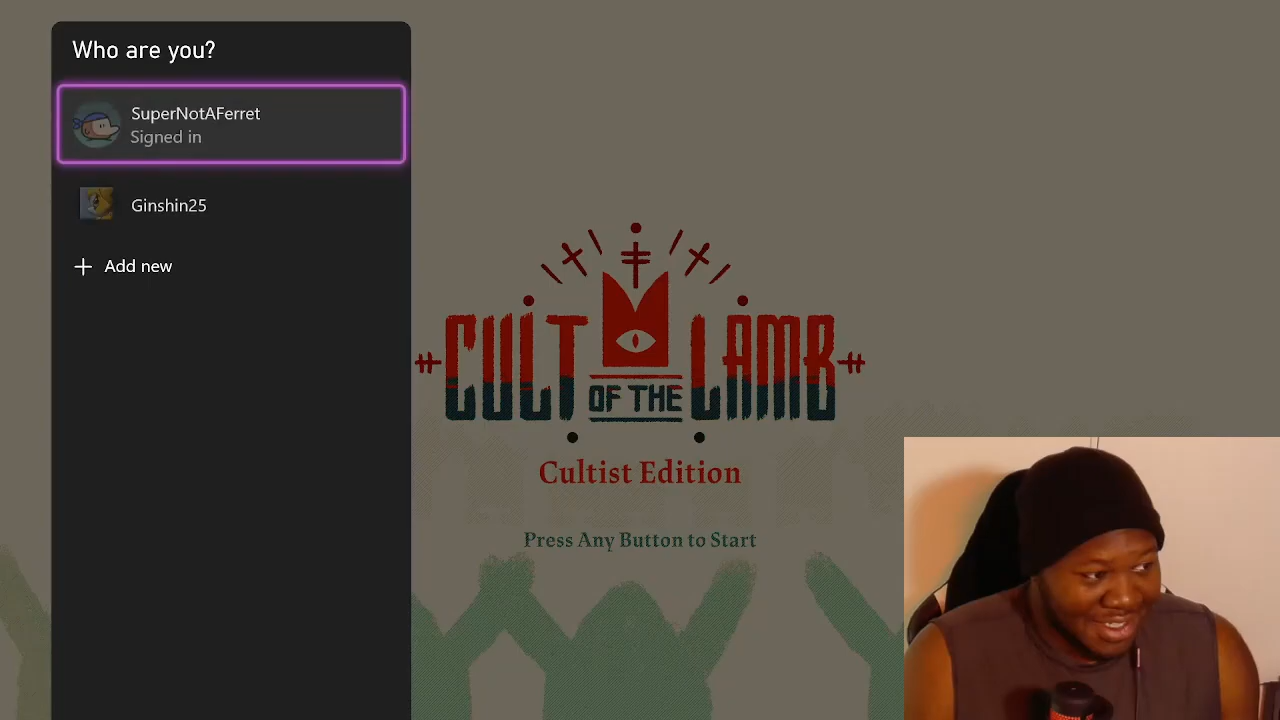 Who are you?
SuperNotAFerret
Signed in
Ginshin25
Add new
CULT OF THE LAMB
Cultist Edition
Press Any Button to Start